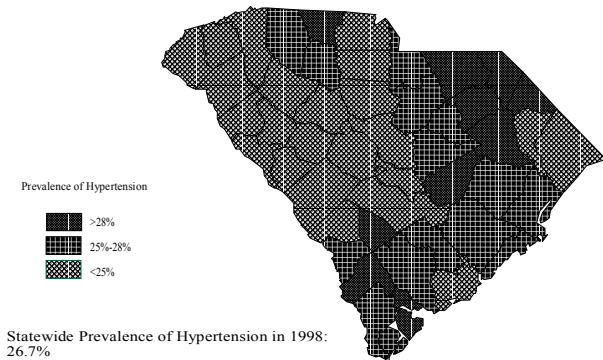 Prevalence of Hypertension
>28%
25%-28%
<25%
Statewide Prevalence of Hypertension in 1998:
26.7%